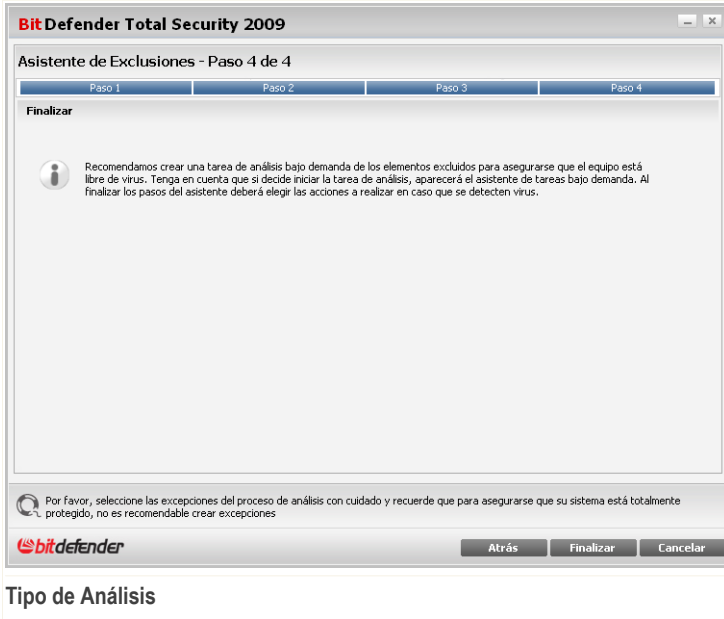 BitDefender Total Security 2009
Asistente de Exclusiones - Paso 4 de 4
Paso 1 Paso 2 Paso 3 Paso 4
Finalizar
Recomendamos crear una tarea de análisis bajo demanda de los elementos excluidos para asegurarse que el equipo está
libre de virus. Tenga en cuenta que si decide iniciar la tarea de análisis, aparecerá el asistente de tareas bajo demanda. Al
finalizar los pasos del asistente deberá elegir las acciones a realizar en caso que se detecten virus.
Por favor, seleccione las excepciones del proceso de análisis con cuidado y recuerde que para asegurarse que su sistema está totalmente
protegido, no es recomendable crear excepciones
bitdefender
Atrás Finalizar Cancelar
Tipo de Análisis